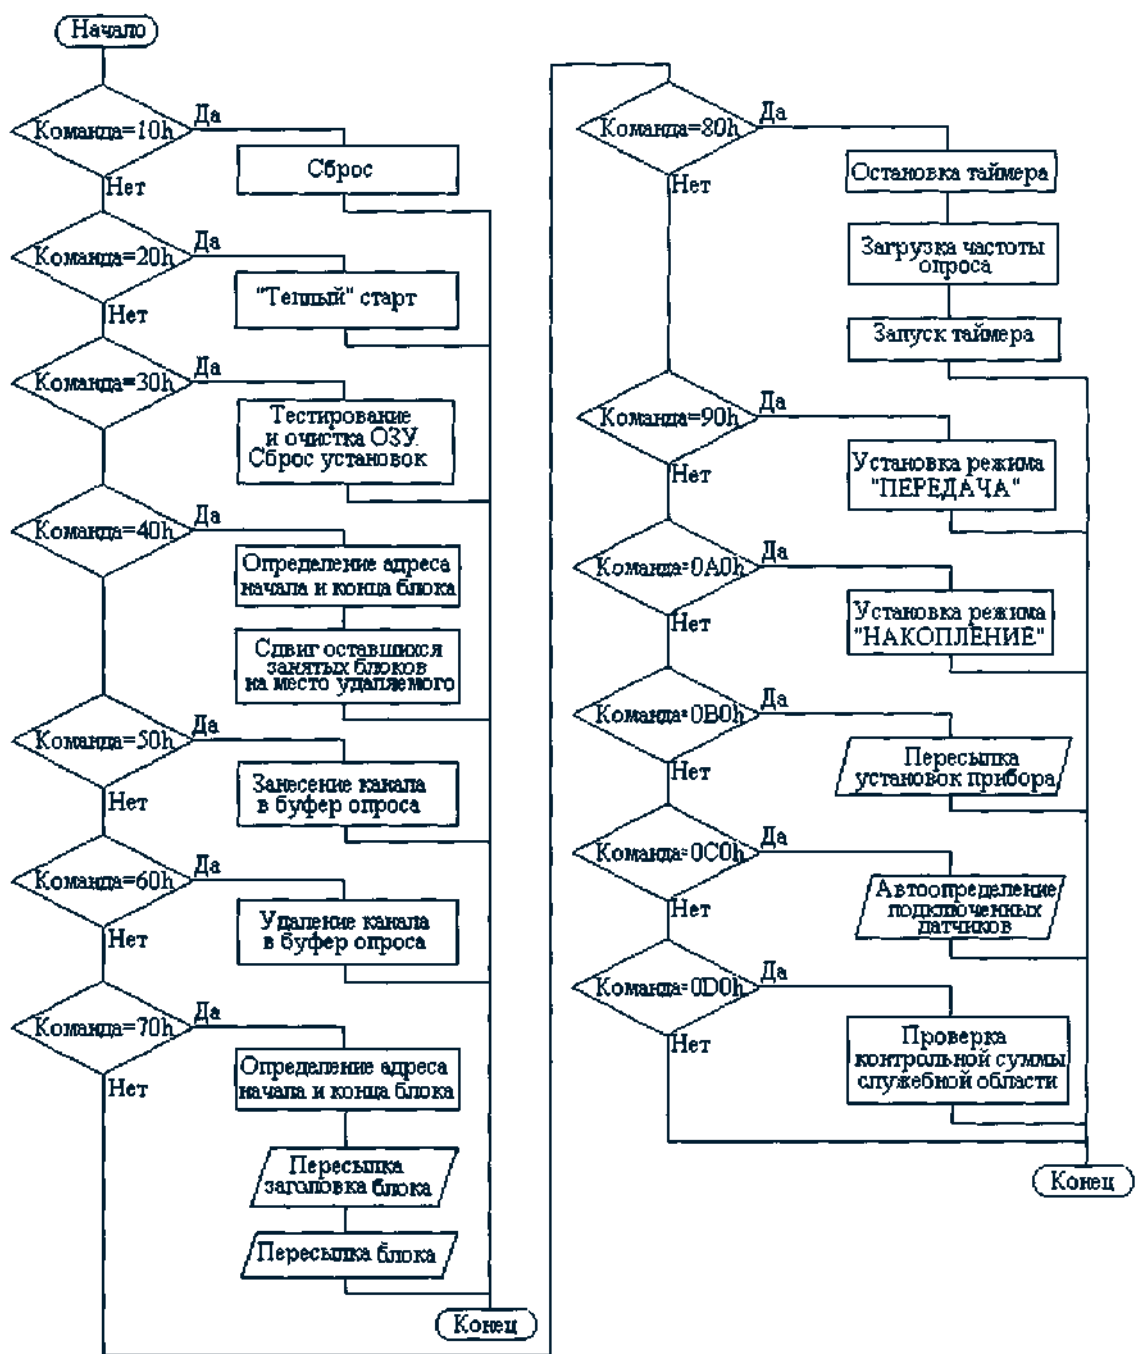 Начало
Команда=10h
Да
Сброс
Нет
Команда=20h
Да
"Теплый" старт
Нет
Команда=30h
Да
Тестирование
и очистка ОЗУ.
Сброс установок
Команда=40h
Да
Определение адреса
начала и конца блока
Сдвиг оставшихся
занятых блоков
на место удаляемого
Команда=50h
Да
Занесение канала
в буфер опроса
Нет
Команда=60h
Да
Удаление канала
в буфер опроса
Нет
Команда=70h
Да
Определение адреса
начала и конца блока
Нет
Пересылка
заголовка блока
Пересылка блока
Конец
Команда=80h
Да
Остановка таймера
Нет
Загрузка частоты
опроса
Запуск таймера
Команда=90h
Да
Установка режима
"ПЕРЕДАЧА"
Нет
Команда=0A0h
Да
Установка режима
"НАКОПЛЕНИЕ"
Нет
Команда=0B0h
Да
Пересылка
установок прибора
Нет
Команда=0C0h
Да
Автоопределение
подключенных
датчиков
Нет
Команда=0D0h
Да
Проверка
контрольной суммы
служебной области
Нет
Конец